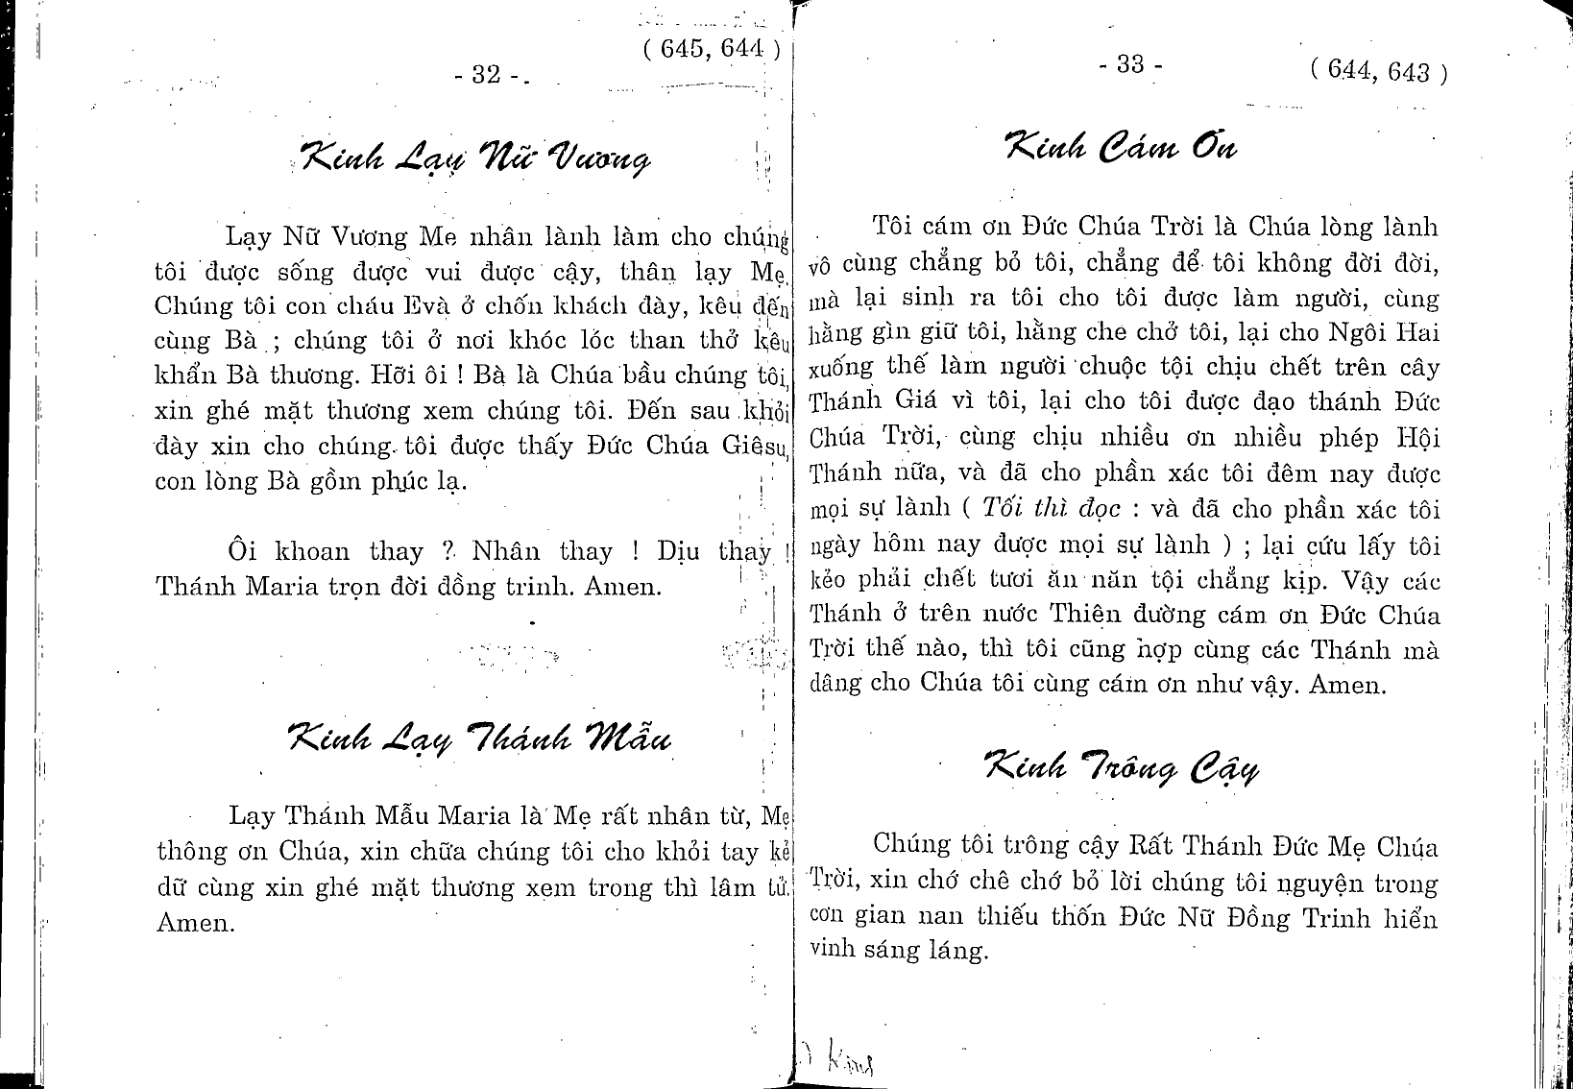 ( 645, 644 )
- 32 -
Kinh Lạy Nữ Vương
Lạy Nữ Vương Mẹ nhân lành làm cho chúng
tôi được sống được vui được cậy, thân lạy Mẹ.
Chúng tôi con cháu Evà ở chốn khách đày, kêu đến
cùng Bà ; chúng tôi ở nơi khóc lóc than thở kêu
khẩn Bà thương. Hỡi ôi ! Bà là Chúa bầu chúng tôi,
xin ghé mặt thương xem chúng tôi. Đến sau khỏi
đày xin cho chúng tôi được thấy Đức Chúa Giêsu,
con lòng Bà gồm phúc lạ.
Ôi khoan thay ? Nhân thay ! Dịu thay !
Thánh Maria trọn đời đồng trinh. Amen.
Kinh Lạy Thánh Mẫu
Lạy Thánh Mẫu Maria là Mẹ rất nhân từ, Mẹ
thông ơn Chúa, xin chữa chúng tôi cho khỏi tay kẻ
dữ cùng xin ghé mặt thương xem trong thì lâm tử.
Amen.
- 33 -
( 644, 643 )
Kinh Cám Ơn
Tôi cám ơn Đức Chúa Trời là Chúa lòng lành
vô cùng chẳng bỏ tôi, chẳng để tôi không đời đời,
mà lại sinh ra tôi cho tôi được làm người, cùng
hằng gìn giữ tôi, hằng che chở tôi, lại cho Ngôi Hai
xuống thế làm người chuộc tội chịu chết trên cây
Thánh Giá vì tôi, lại cho tôi được đạo thánh Đức
Chúa Trời, cùng chịu nhiều ơn nhiều phép Hội
Thánh nữa, và đã cho phần xác tôi đêm nay được
mọi sự lành ( Tối thì đọc : và đã cho phần xác tôi
ngày hôm nay được mọi sự lành ) ; lại cứu lấy tôi
kẻo phải chết tươi ăn năn tội chẳng kịp. Vậy các
Thánh ở trên nước Thiên đường cám ơn Đức Chúa
Trời thế nào, thì tôi cũng hợp cùng các Thánh mà
dâng cho Chúa tôi cùng cám ơn như vậy. Amen.
Kinh Trông Cậy
Chúng tôi trông cậy Rất Thánh Đức Mẹ Chúa
Trời, xin chớ chê chớ bỏ lời chúng tôi nguyện trong
cơn gian nan thiếu thốn Đức Nữ Đồng Trinh hiển
vinh sáng láng.